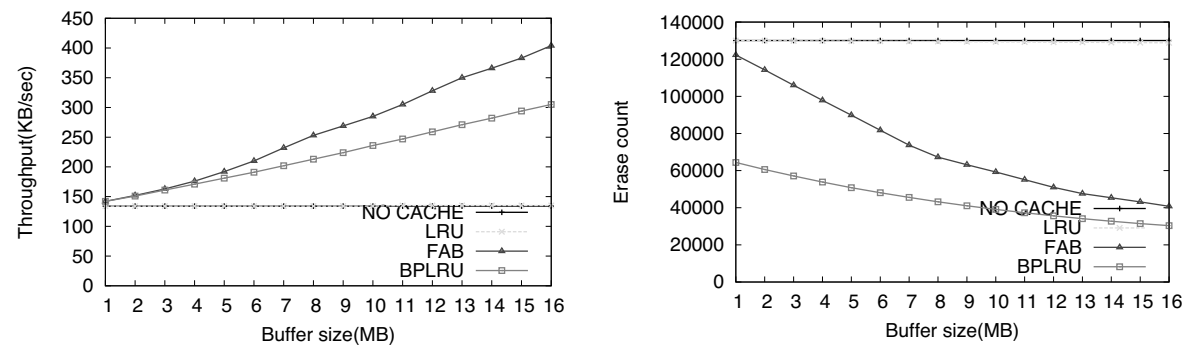 450
400
350
300
250
200
150
100
50
0
Throughput(KB/sec)
NO CACHE
LRU
FAB
BPLRU
1 2 3 4 5 6 7 8 9 10 11 12 13 14 15 16
Buffer size(MB)
140000
120000
100000
80000
60000
40000
20000
0
Erase count
NO CACHE
LRU
FAB
BPLRU
1 2 3 4 5 6 7 8 9 10 11 12 13 14 15 16
Buffer size(MB)